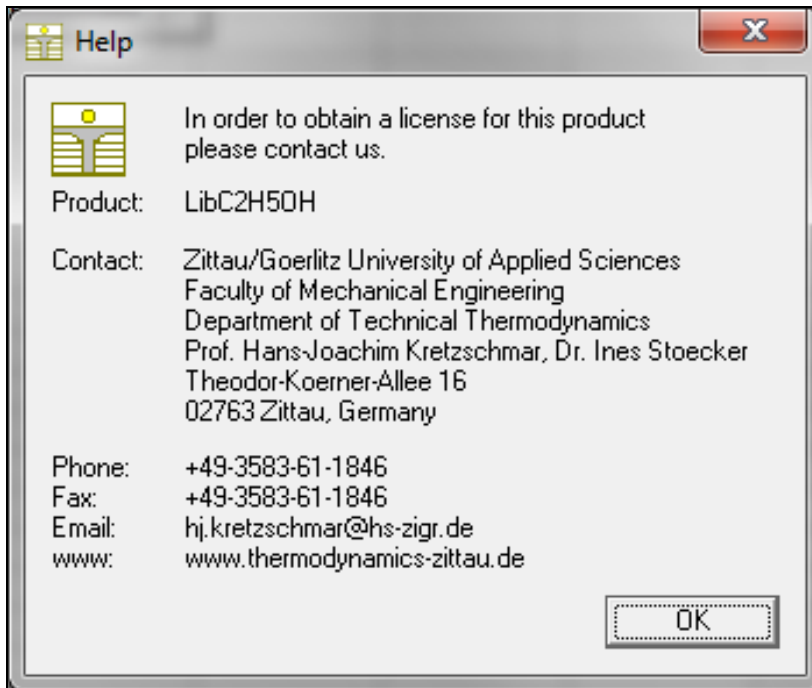 Help
In order to obtain a license for this product
please contact us.
Product: LibC2H5OH
Contact: Zittau/Goerlitz University of Applied Sciences
Faculty of Mechanical Engineering
Department of Technical Thermodynamics
Prof. Hans-Joachim Kretzschmar, Dr. Ines Stoecker
Theodor-Koerner-Allee 16
02763 Zittau, Germany
Phone: +49-3583-61-1846
Fax: +49-3583-61-1846
Email: hj.kretzschmar@hs-zigr.de
www: www.thermodynamics-zittau.de
OK